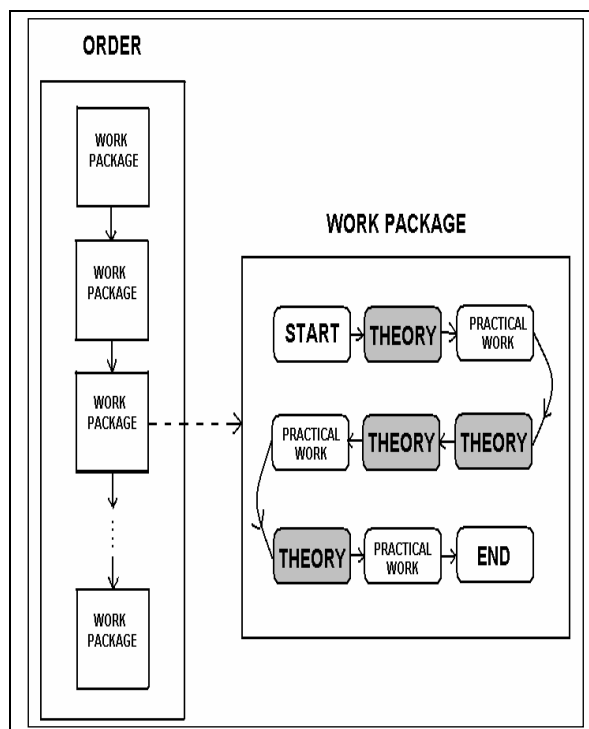 ORDER
WORK
PACKAGE
WORK
PACKAGE
WORK
PACKAGE
WORK
PACKAGE
WORK PACKAGE
START
THEORY
PRACTICAL
WORK
THEORY
THEORY
PRACTICAL
WORK
THEORY
PRACTICAL
WORK
END